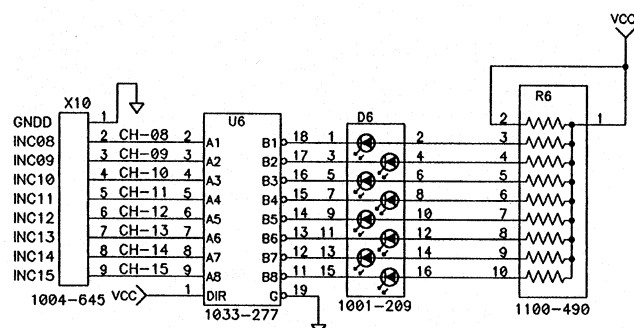 VCC
X10
U6
D6
R6
GNDD 1
2 1
INC08 2 CH-08 2 A1 B1 18 1 2 3
INC09 3 CH-09 3 A2 B2 17 3 4 4
INC10 4 CH-10 4 A3 B3 16 5 6 5
INC11 5 CH-11 5 A4 B4 15 7 8 6
INC12 6 CH-12 6 A5 B5 14 9 10 7
INC13 7 CH-13 7 A6 B6 13 11 12 8
INC14 8 CH-14 8 A7 B7 12 13 14 9
INC15 9 CH-15 9 A8 B8 11 15 16 10
1004-645 VCC 1 DIR G 19
1033-277
1001-209
1100-490